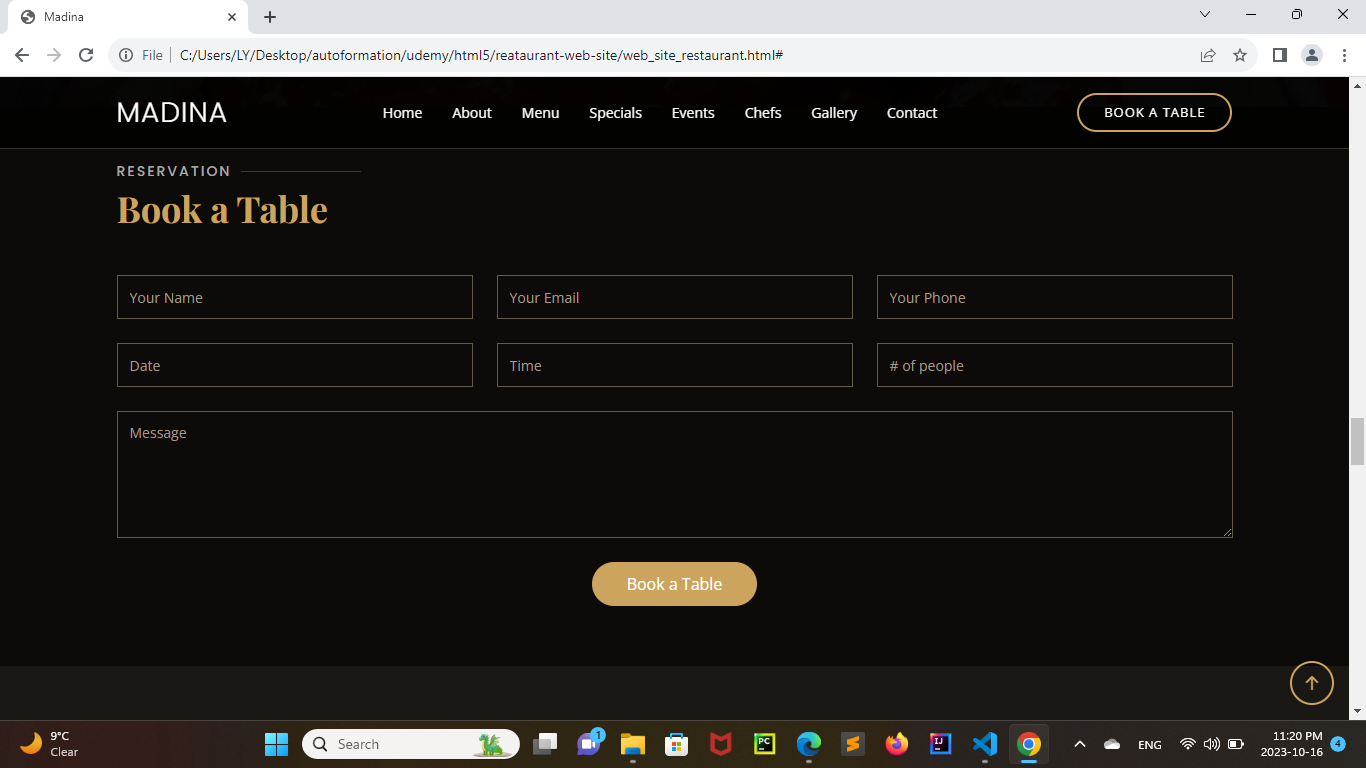 Madina
File C:/Users/LY/Desktop/autoformation/udemy/html5/reataurant-web-site/web_site_restaurant.html#
MADINA Home About Menu Specials Events Chefs Gallery Contact BOOK A TABLE
RESERVATION
Book a Table
Your Name Your Email Your Phone
Date Time # of people
Message
Book a Table
9°C
Clear
Search
1
PC
IJ
ENG
11:20 PM
2023-10-16
4